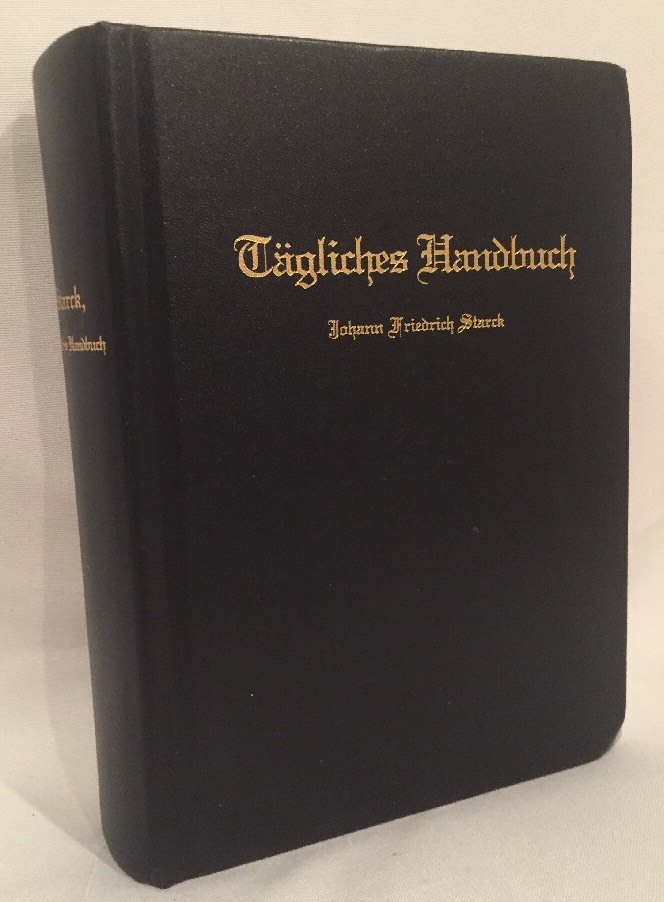 Tägliches Handbuch
Johann Friedrich Starck
Starck,
Handbuch